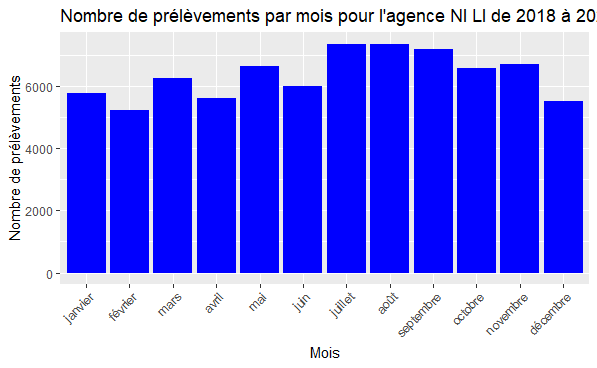 Nombre de prélèvements par mois pour l'agence NI LI de 2018 à 20
Nombre de prélèvements
6000
4000
2000
0
janvier
février
mars
avril
mai
juin
juillet
août
septembre
octobre
novembre
décembre
Mois